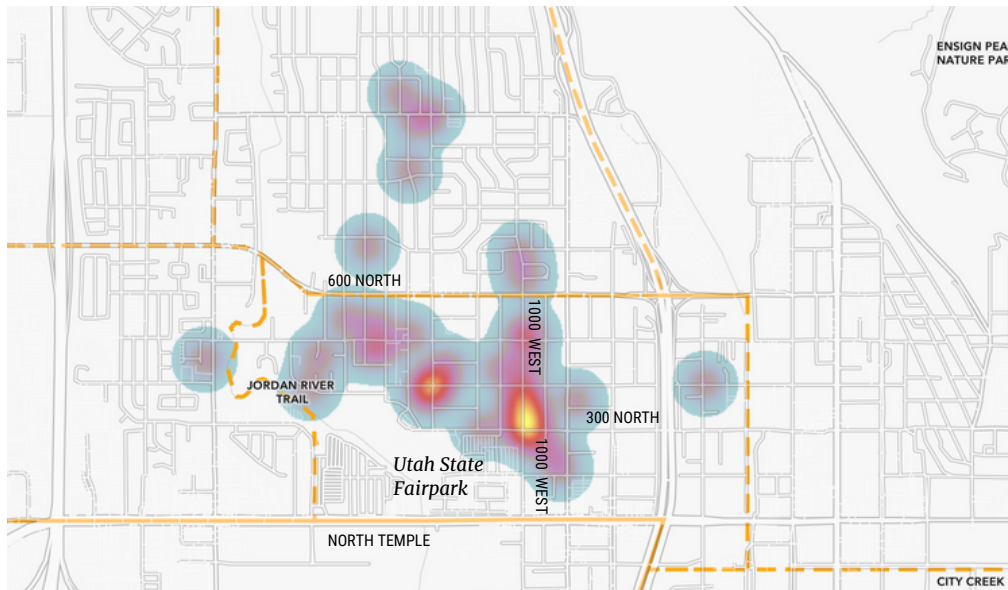 ENSIGN PEA
NATURE PAR
600 NORTH
1000 WEST
JORDAN RIVER
TRAIL
300 NORTH
1000 WEST
Utah State
Fairpark
NORTH TEMPLE
CITY CREEK